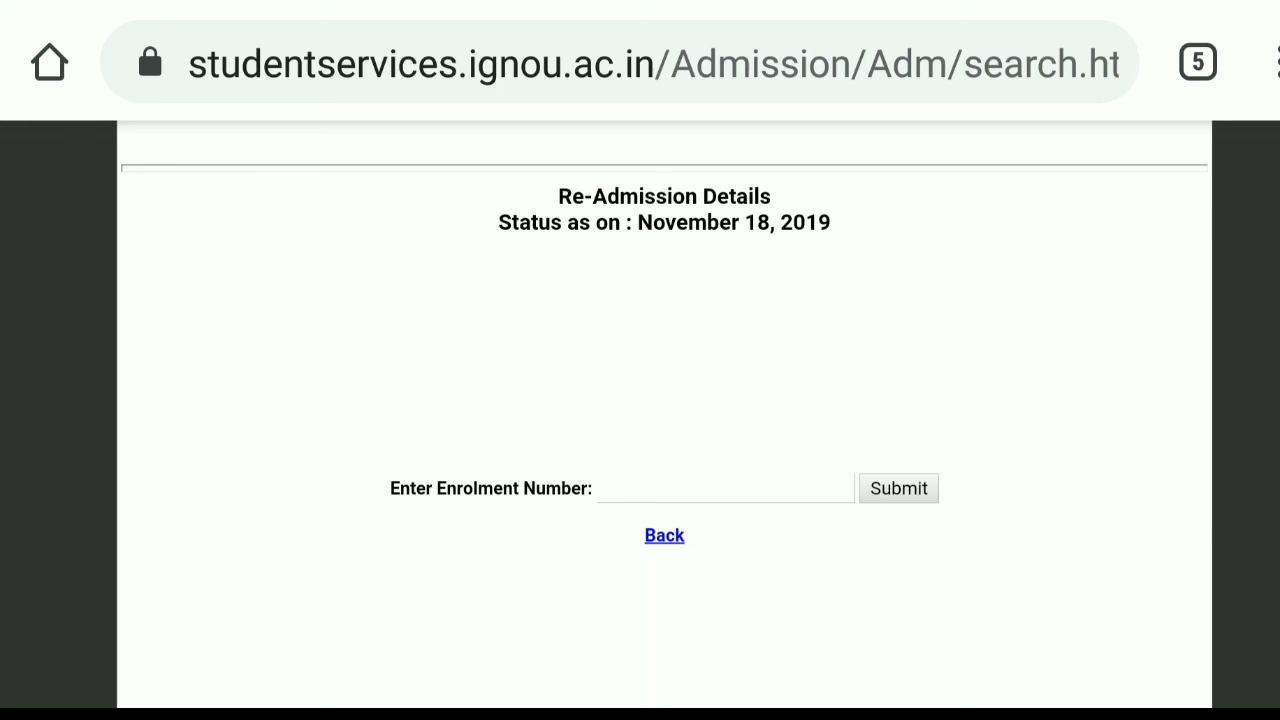 studentservices.ignou.ac.in/Admission/Adm/search.ht
5
Re-Admission Details
Status as on : November 18, 2019
Enter Enrolment Number:
Submit
Back